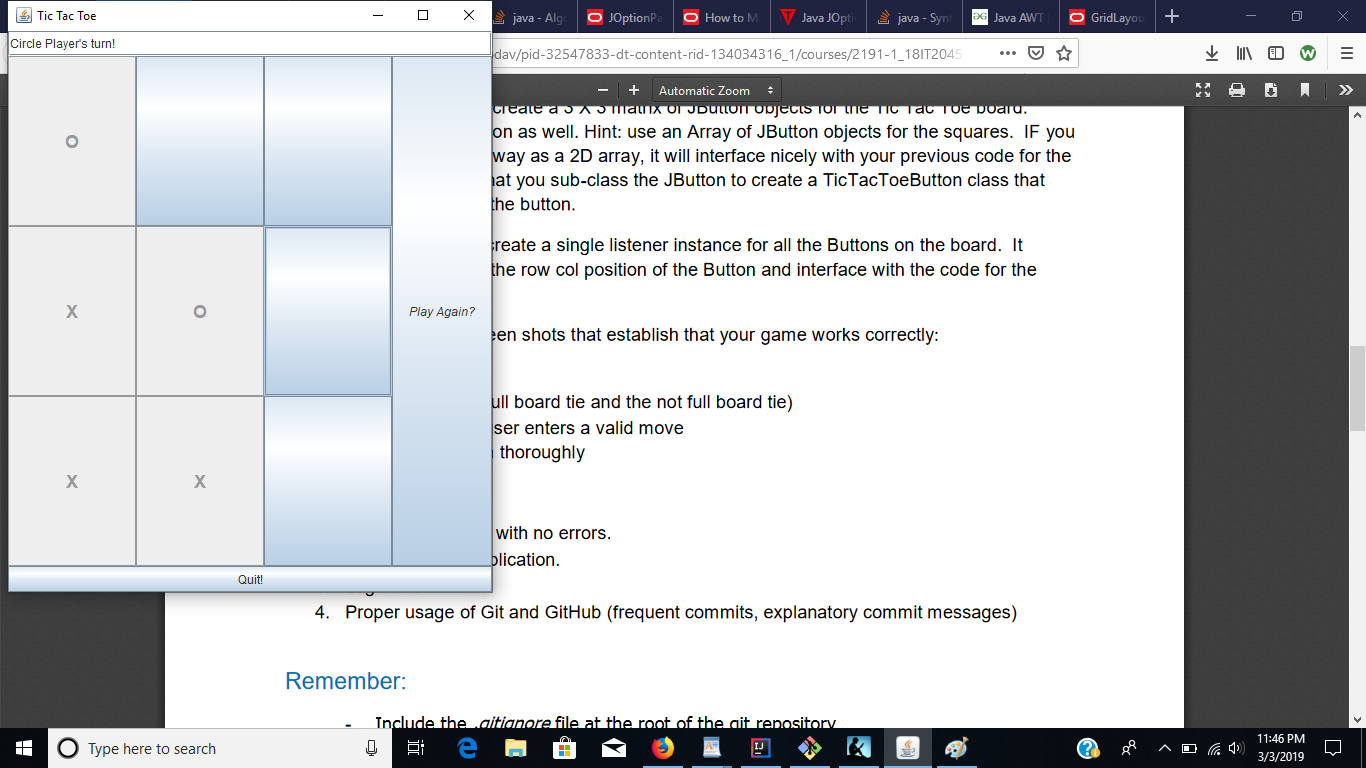 Tic Tac Toe
java - Algo
JOptionPa
How to M
Java JOpti
java - Synt
Java AWT
GridLayou
Circle Player's turn!
dav/pid-32547833-dt-content-rid-134034316_1/courses/2191-1_18IT2045
Automatic Zoom
create a 3 X 3 matrix of JButton objects for the Tic Tac Toe board.
on as well. Hint: use an Array of JButton objects for the squares. IF you
way as a 2D array, it will interface nicely with your previous code for the
hat you sub-class the JButton to create a TicTacToeButton class that
the button.
create a single listener instance for all the Buttons on the board. It
the row col position of the Button and interface with the code for the
een shots that establish that your game works correctly:
ull board tie and the not full board tie)
ser enters a valid move
thoroughly
with no errors.
plication.
O
X O
X X
Play Again?
Quit!
4. Proper usage of Git and GitHub (frequent commits, explanatory commit messages)
Remember:
- Include the .gitignore file at the root of the git repository
Type here to search
11:46 PM
3/3/2019